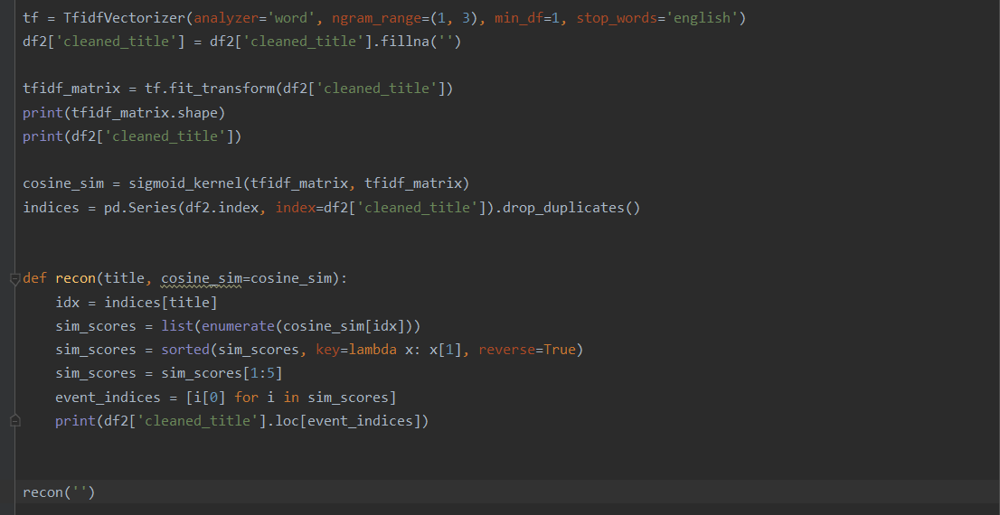 tf = TfidfVectorizer(analyzer='word', ngram_range=(1, 3), min_df=1, stop_words='english')
df2['cleaned_title'] = df2['cleaned_title'].fillna('')
tfidf_matrix = tf.fit_transform(df2['cleaned_title'])
print(tfidf_matrix.shape)
print(df2['cleaned_title'])
cosine_sim = sigmoid_kernel(tfidf_matrix, tfidf_matrix)
indices = pd.Series(df2.index, index=df2['cleaned_title']).drop_duplicates()
def recon(title, cosine_sim=cosine_sim):
    idx = indices[title]
    sim_scores = list(enumerate(cosine_sim[idx]))
    sim_scores = sorted(sim_scores, key=lambda x: x[1], reverse=True)
    sim_scores = sim_scores[1:5]
    event_indices = [i[0] for i in sim_scores]
    print(df2['cleaned_title'].loc[event_indices])
recon('')